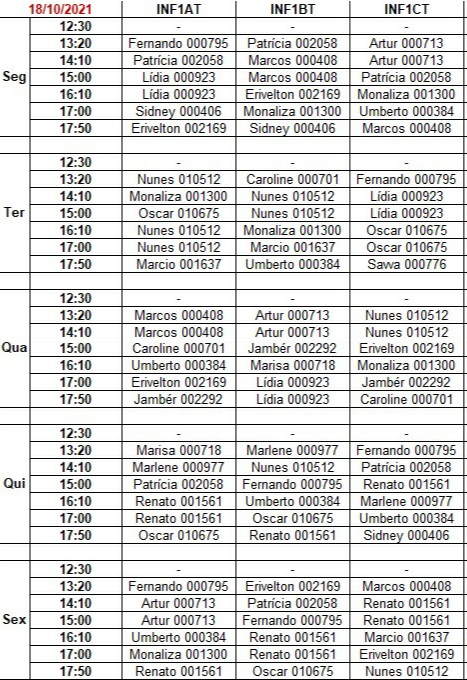 18/10/2021 INF1AT INF1BT INF1CT
12:30 - - -
13:20 Fernando 000795 Patrícia 002058 Artur 000713
14:10 Patrícia 002058 Marcos 000408 Artur 000713
Seg 15:00 Lídia 000923 Marcos 000408 Patrícia 002058
16:10 Lídia 000923 Erivelton 002169 Monaliza 001300
17:00 Sidney 000406 Monaliza 001300 Umberto 000384
17:50 Erivelton 002169 Sidney 000406 Marcos 000408
12:30 - - -
13:20 Nunes 010512 Caroline 000701 Fernando 000795
14:10 Monaliza 001300 Nunes 010512 Lídia 000923
Ter 15:00 Oscar 010675 Nunes 010512 Lídia 000923
16:10 Nunes 010512 Monaliza 001300 Oscar 010675
17:00 Nunes 010512 Marcio 001637 Oscar 010675
17:50 Marcio 001637 Umberto 000384 Sawa 000776
12:30 - - -
13:20 Marcos 000408 Artur 000713 Nunes 010512
14:10 Marcos 000408 Artur 000713 Nunes 010512
Qua 15:00 Caroline 000701 Jambér 002292 Erivelton 002169
16:10 Umberto 000384 Marisa 000718 Monaliza 001300
17:00 Erivelton 002169 Lídia 000923 Jambér 002292
17:50 Jambér 002292 Lídia 000923 Caroline 000701
12:30 - - -
13:20 Marisa 000718 Marlene 000977 Fernando 000795
14:10 Marlene 000977 Nunes 010512 Patrícia 002058
Qui 15:00 Patrícia 002058 Fernando 000795 Renato 001561
16:10 Renato 001561 Umberto 000384 Marlene 000977
17:00 Renato 001561 Oscar 010675 Umberto 000384
17:50 Oscar 010675 Renato 001561 Sidney 000406
12:30 - - -
13:20 Fernando 000795 Erivelton 002169 Marcos 000408
14:10 Artur 000713 Patrícia 002058 Renato 001561
Sex 15:00 Artur 000713 Fernando 000795 Renato 001561
16:10 Umberto 000384 Renato 001561 Marcio 001637
17:00 Monaliza 001300 Renato 001561 Erivelton 002169
17:50 Renato 001561 Oscar 010675 Nunes 010512